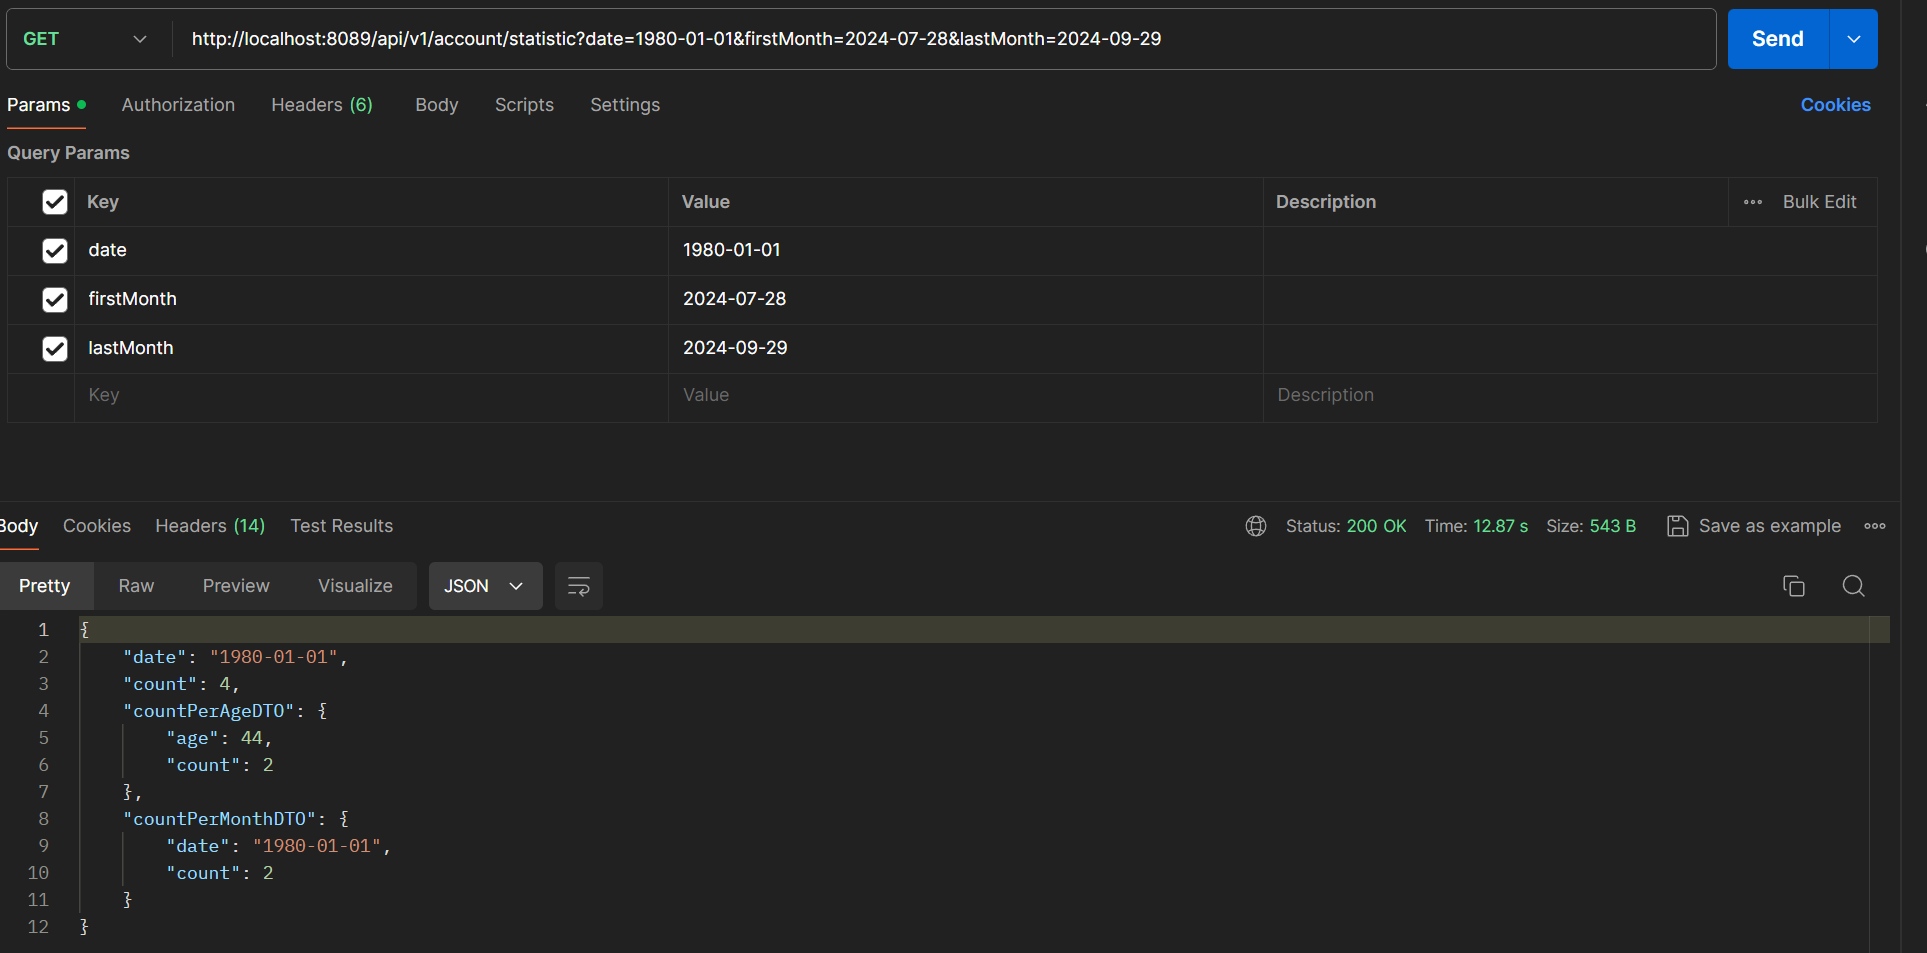 GET http://localhost:8089/api/v1/account/statistic?date=1980-01-01&firstMonth=2024-07-28&lastMonth=2024-09-29 Send
Params Authorization Headers (6) Body Scripts Settings Cookies
Query Params
Key Value Description Bulk Edit
date 1980-01-01
firstMonth 2024-07-28
lastMonth 2024-09-29
Key Value Description
Body Cookies Headers (14) Test Results Status: 200 OK Time: 12.87 s Size: 543 B Save as example
Pretty Raw Preview Visualize JSON
1 {
2 "date": "1980-01-01",
3 "count": 4,
4 "countPerAgeDTO": {
5 "age": 44,
6 "count": 2
7 },
8 "countPerMonthDTO": {
9 "date": "1980-01-01",
10 "count": 2
11 }
12 }